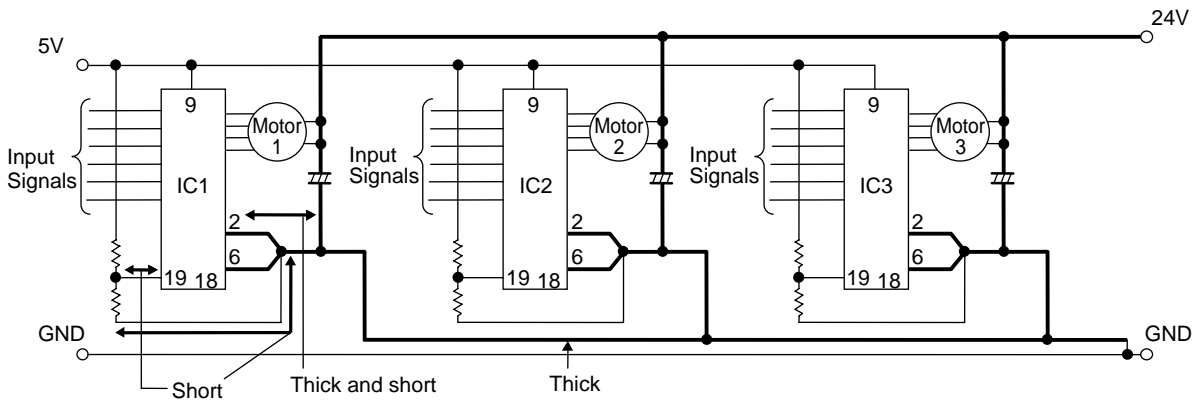 24V
5V
9
9
9
Motor
1
Motor
2
Motor
3
Input
Signals
Input
Signals
Input
Signals
IC1
IC2
IC3
2
2
2
6
6
6
19 18
19 18
19 18
GND
GND
Short
Thick and short
Thick